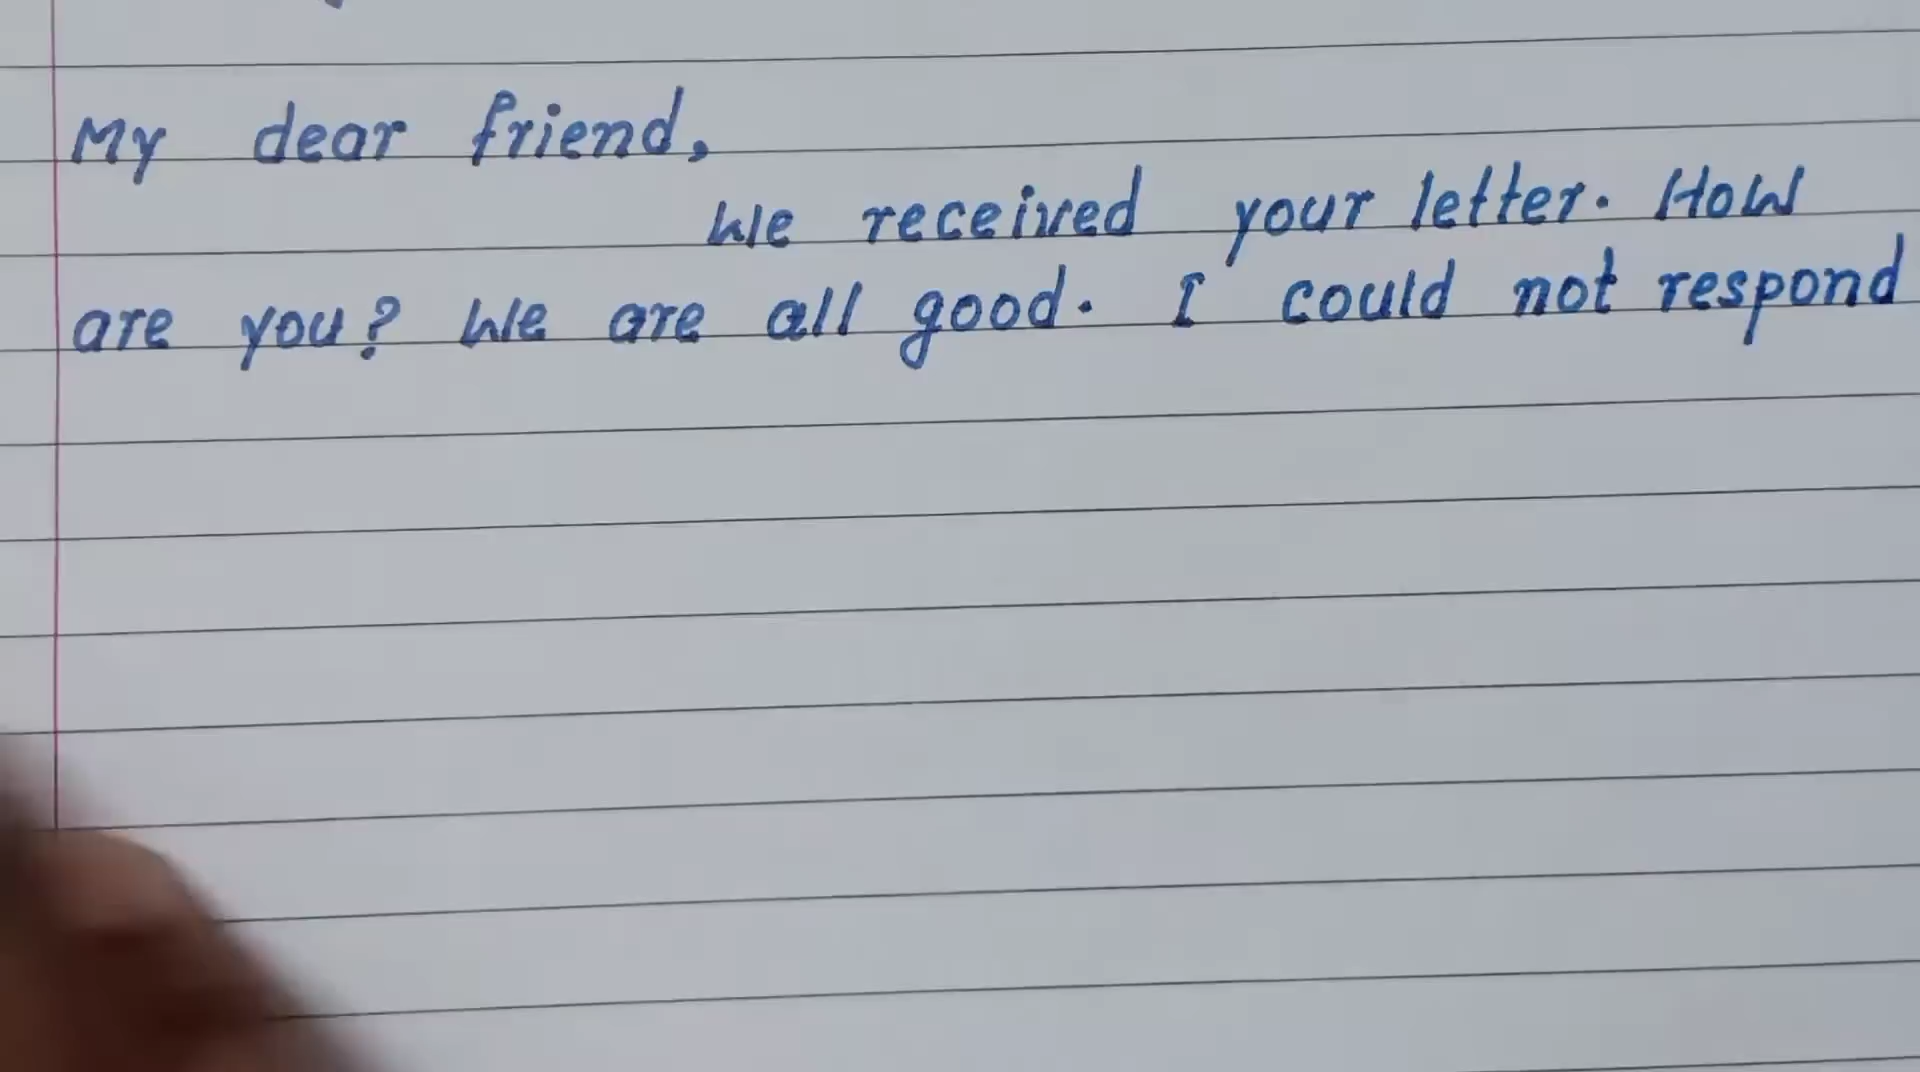 My dear friend,
We received your letter. How
are you? We are all good. I could not respond